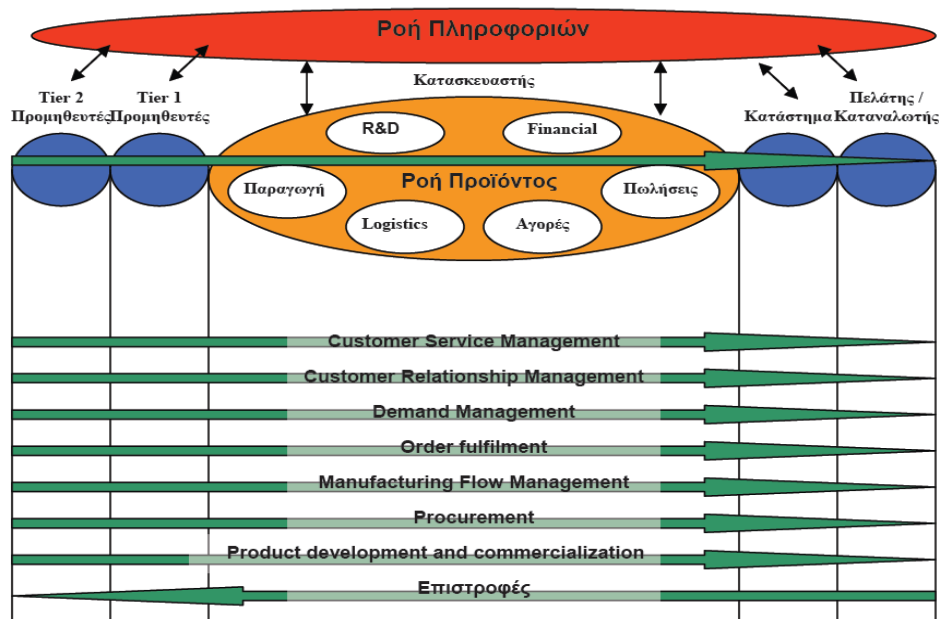 Ροή Πληροφοριών
Κατασκευαστής
Tier 2
Προμηθευτές
Tier 1
Προμηθευτές
Κατάστημα
Πελάτης /
Καταναλωτής
R&D
Financial
Παραγωγή
Ροή Προϊόντος
Πωλήσεις
Logistics
Αγορές
Customer Service Management
Customer Relationship Management
Demand Management
Order fulfilment
Manufacturing Flow Management
Procurement
Product development and commercialization
Επιστροφές